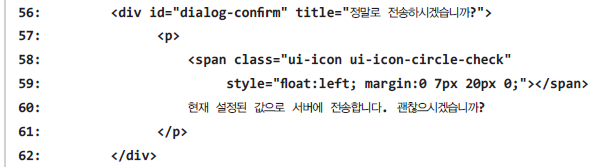 56: <div id="dialog-confirm" title="정말로 전송하시겠습니까?">
57: <p>
58: <span class="ui-icon ui-icon-circle-check"
59: style="float:left; margin:0 7px 20px 0;"></span>
60: 현재 설정된 값으로 서버에 전송합니다. 괜찮으시겠습니까?
61: </p>
62: </div>